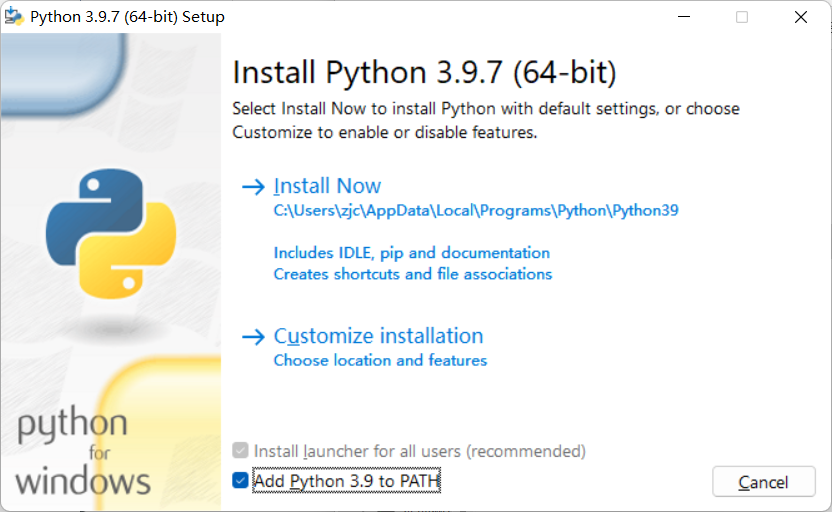 Python 3.9.7 (64-bit) Setup
Install Python 3.9.7 (64-bit)
Select Install Now to install Python with default settings, or choose
Customize to enable or disable features.
Install Now
C:\Users\zjc\AppData\Local\Programs\Python\Python39
Includes IDLE, pip and documentation
Creates shortcuts and file associations
Customize installation
Choose location and features
python
for
windows
Install launcher for all users (recommended)
Add Python 3.9 to PATH
Cancel